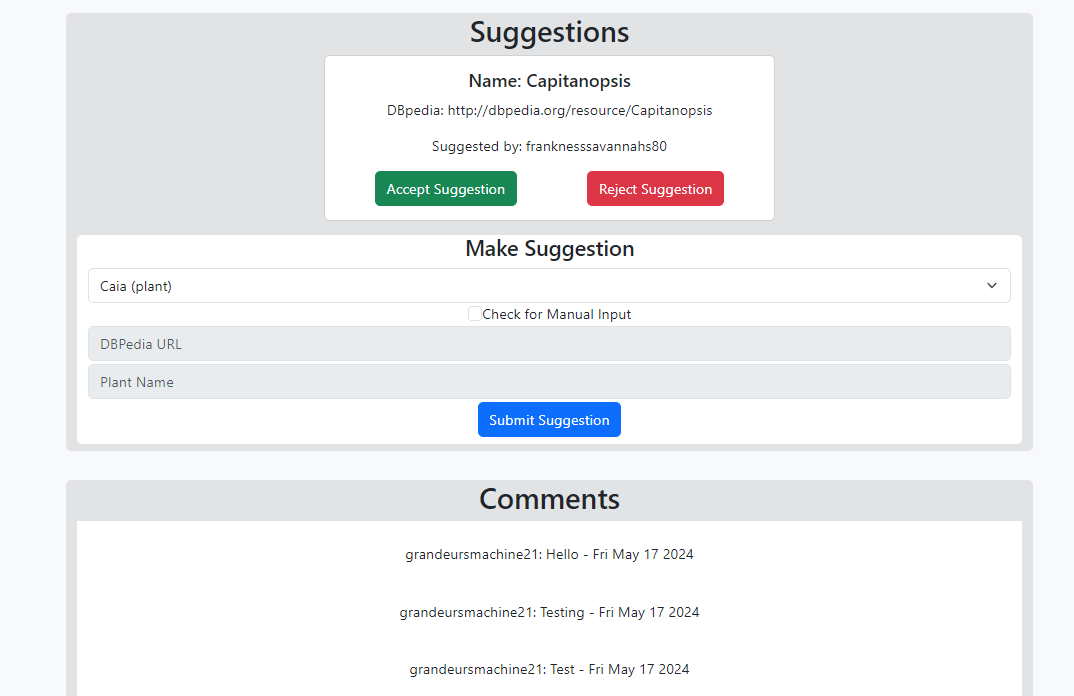 Suggestions
Name: Capitanopsis
DBpedia: http://dbpedia.org/resource/Capitanopsis
Suggested by: franknesssavannahs80
Accept Suggestion Reject Suggestion
Make Suggestion
Caia (plant)
Check for Manual Input
DBPedia URL
Plant Name
Submit Suggestion
Comments
grandeursmachine21: Hello - Fri May 17 2024
grandeursmachine21: Testing - Fri May 17 2024
grandeursmachine21: Test - Fri May 17 2024